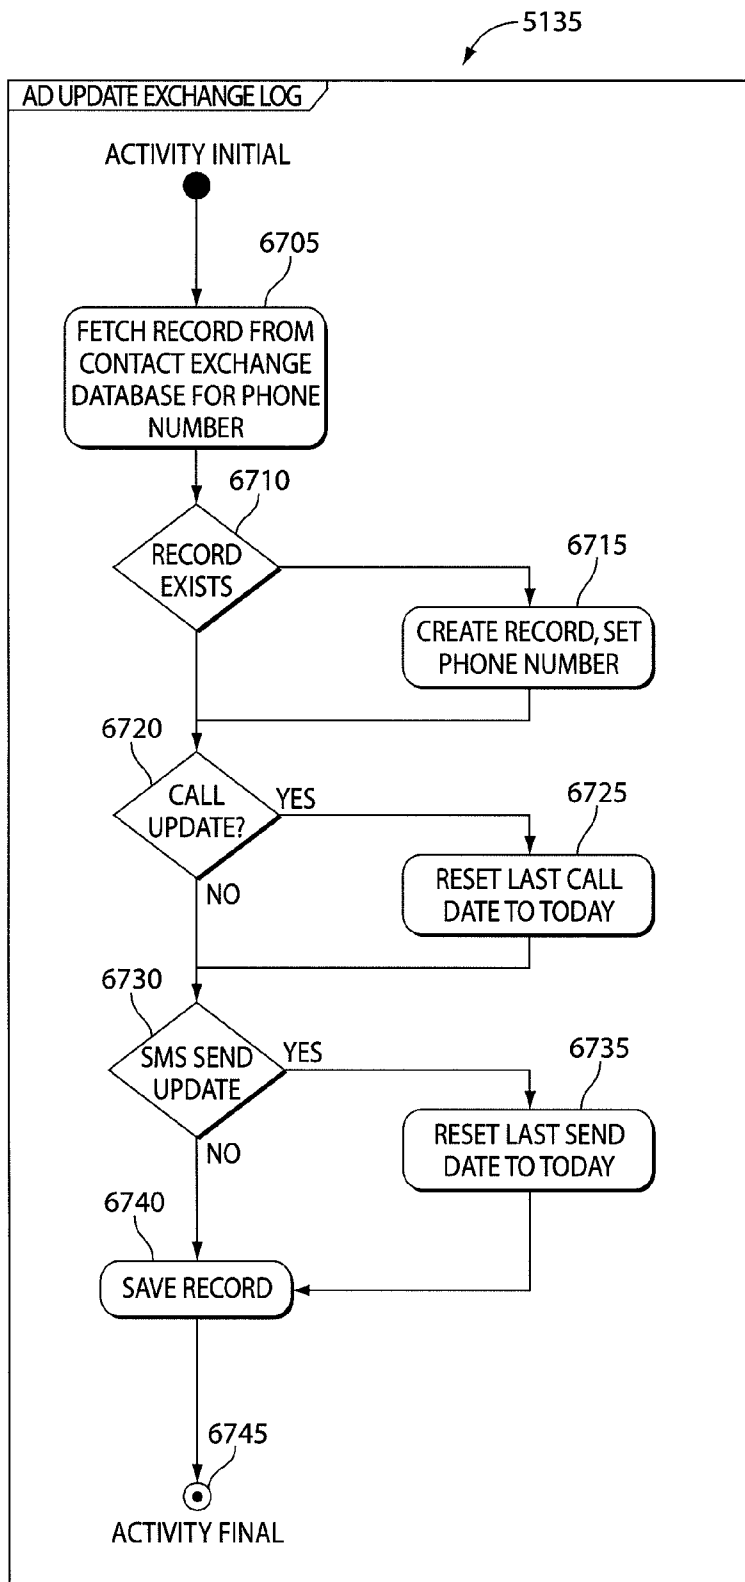 5135
AD UPDATE EXCHANGE LOG
ACTIVITY INITIAL
6705
FETCH RECORD FROM
CONTACT EXCHANGE
DATABASE FOR PHONE
NUMBER
6710
RECORD
EXISTS
6715
CREATE RECORD, SET
PHONE NUMBER
6720
CALL
UPDATE?
YES
NO
6725
RESET LAST CALL
DATE TO TODAY
6730
SMS SEND
UPDATE
YES
NO
6735
RESET LAST SEND
DATE TO TODAY
6740
SAVE RECORD
6745
ACTIVITY FINAL